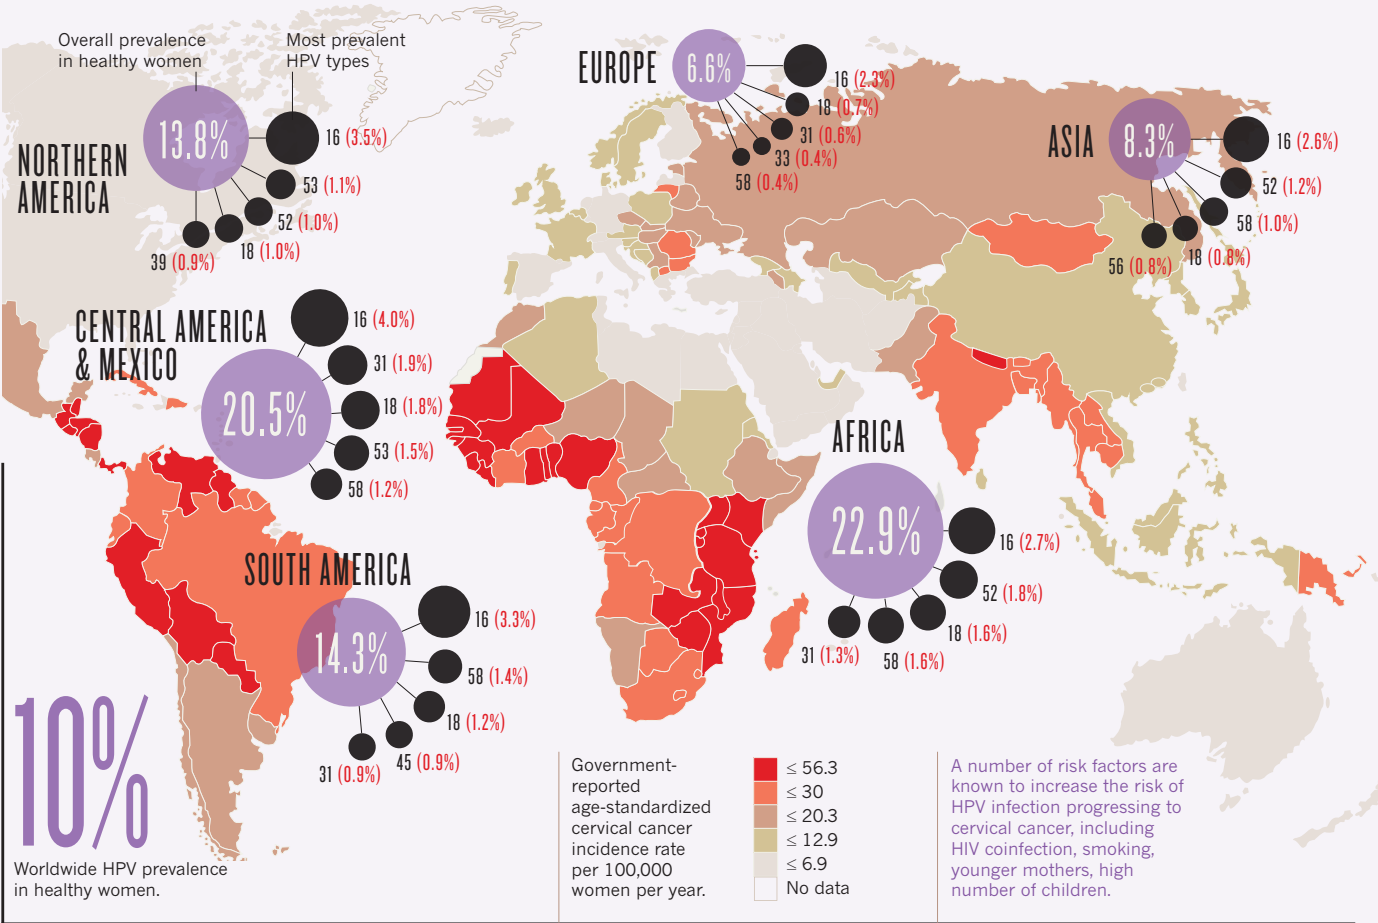 Overall prevalence
in healthy women
Most prevalent
HPV types
NORTHERN
AMERICA
13.8%
16 (3.5%)
53 (1.1%)
52 (1.0%)
18 (1.0%)
39 (0.9%)
EUROPE
6.6%
16 (2.3%)
18 (0.7%)
31 (0.6%)
33 (0.4%)
58 (0.4%)
ASIA
8.3%
16 (2.6%)
52 (1.2%)
58 (1.0%)
18 (0.8%)
56 (0.8%)
CENTRAL AMERICA
& MEXICO
20.5%
16 (4.0%)
31 (1.9%)
18 (1.8%)
53 (1.5%)
58 (1.2%)
AFRICA
22.9%
16 (2.7%)
52 (1.8%)
18 (1.6%)
58 (1.6%)
31 (1.3%)
SOUTH AMERICA
14.3%
16 (3.3%)
58 (1.4%)
18 (1.2%)
45 (0.9%)
31 (0.9%)
10%
Worldwide HPV prevalence
in healthy women.
Government-
reported
age-standardized
cervical cancer
incidence rate
per 100,000
women per year.
≤ 56.3
≤ 30
≤ 20.3
≤ 12.9
≤ 6.9
No data
A number of risk factors are
known to increase the risk of
HPV infection progressing to
cervical cancer, including
HIV coinfection, smoking,
younger mothers, high
number of children.